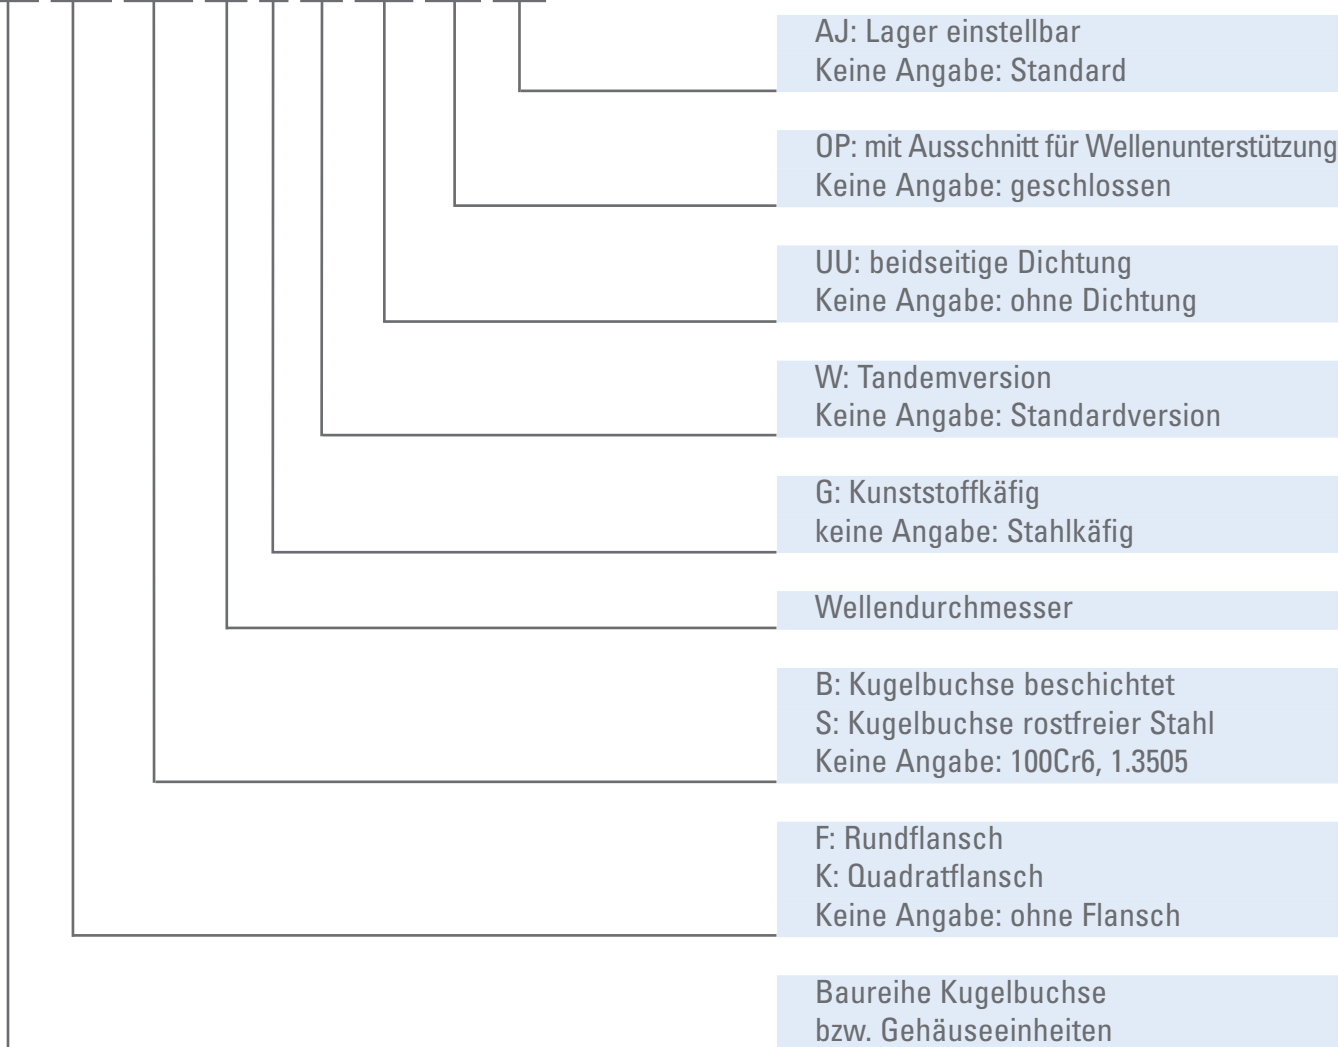 AJ: Lager einstellbar
Keine Angabe: Standard
OP: mit Ausschnitt für Wellenunterstützung
Keine Angabe: geschlossen
UU: beidseitige Dichtung
Keine Angabe: ohne Dichtung
W: Tandemversion
Keine Angabe: Standardversion
G: Kunststoffkäfig
keine Angabe: Stahlkäfig
Wellendurchmesser
B: Kugelbuchse beschichtet
S: Kugelbuchse rostfreier Stahl
Keine Angabe: 100Cr6, 1.3505
F: Rundflansch
K: Quadratflansch
Keine Angabe: ohne Flansch
Baureihe Kugelbuchse
bzw. Gehäuseeinheiten